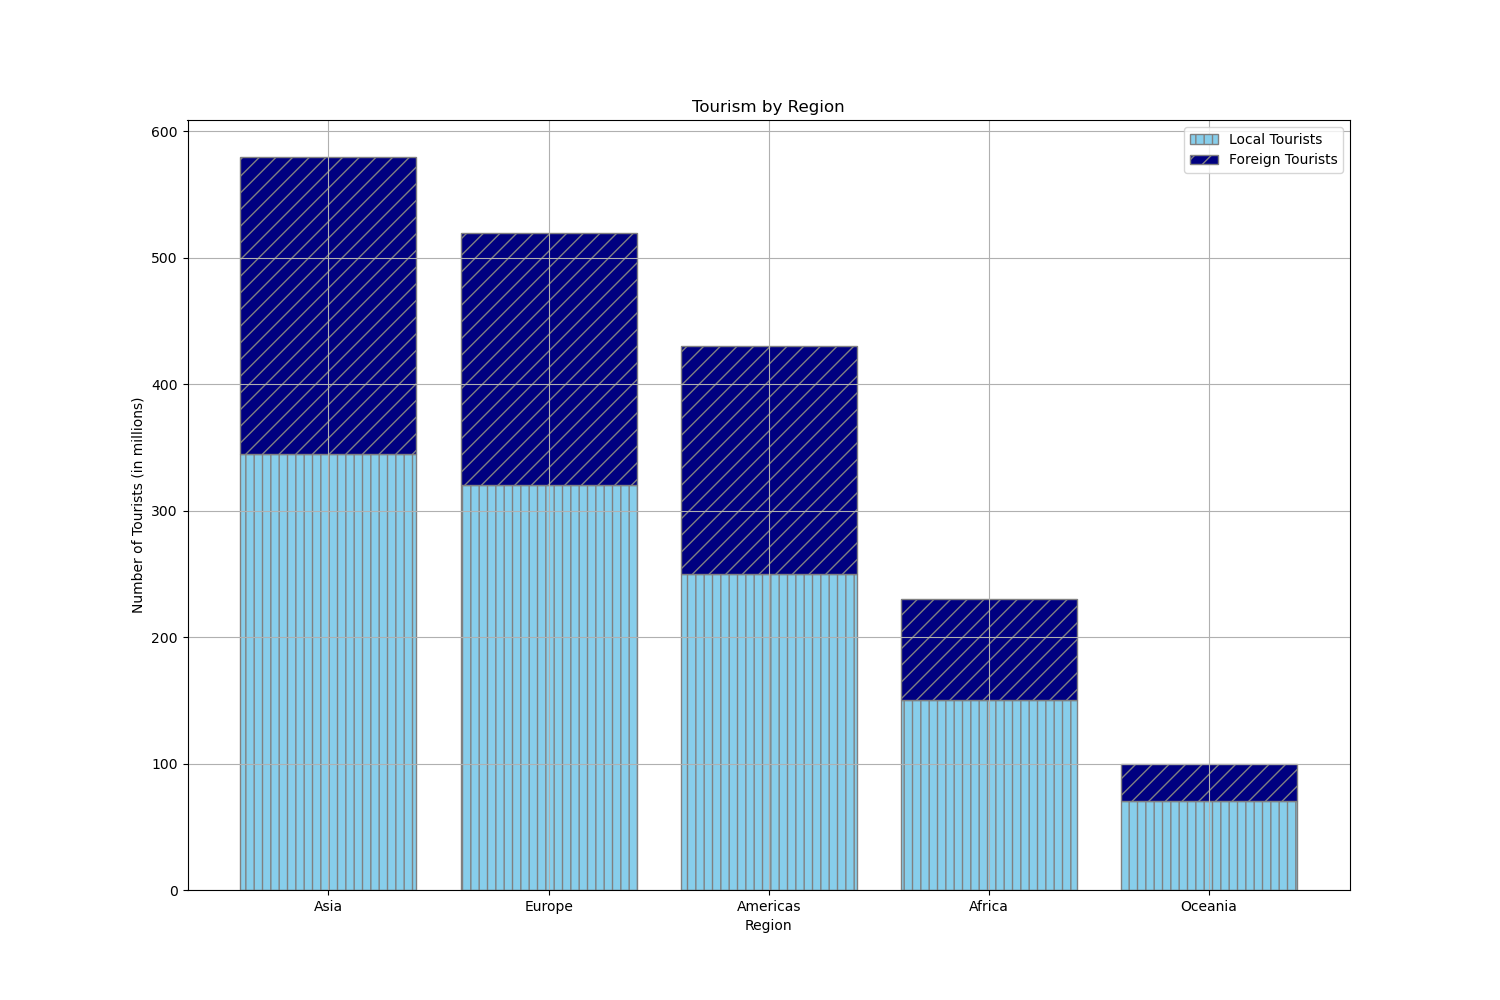 Tourism by Region
Local Tourists
Foreign Tourists
Number of Tourists (in millions)
600
500
400
300
200
100
0
Asia Europe Americas Africa Oceania
Region